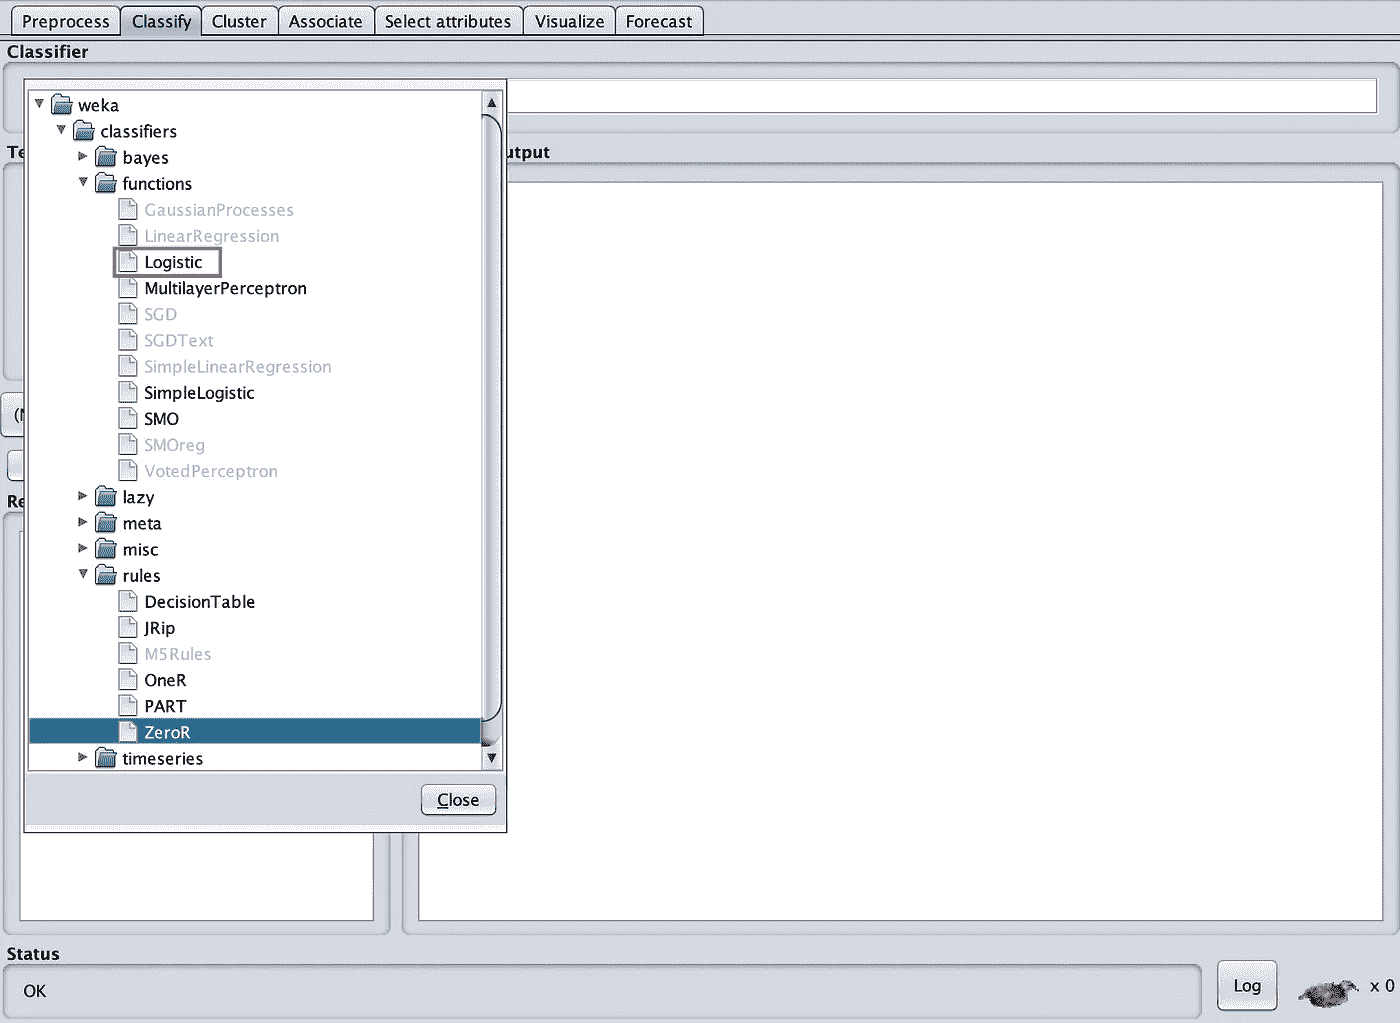 Preprocess Classify Cluster Associate Select attributes Visualize Forecast
Classifier
weka
classifiers
bayes
functions
GaussianProcesses
LinearRegression
Logistic
MultilayerPerceptron
SGD
SGDText
SimpleLinearRegression
SimpleLogistic
SMO
SMOreg
VotedPerceptron
lazy
meta
misc
rules
DecisionTable
JRip
M5Rules
OneR
PART
ZeroR
timeseries
Close
Te
utput
(N
Re
Status
OK
Log
x 0